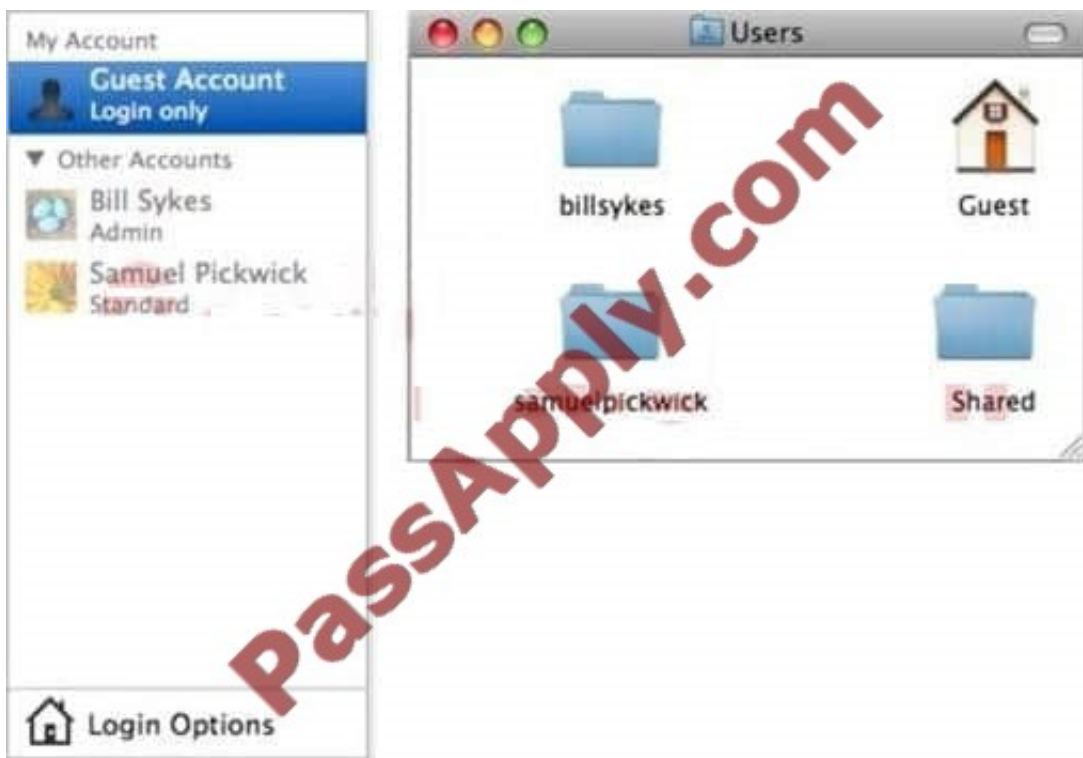 My Account
Guest Account
Login only
Other Accounts
Bill Sykes
Admin
Samuel Pickwick
Standard
Login Options
Users
billsykes
Guest
samuelpickwick
Shared
PassApply.com